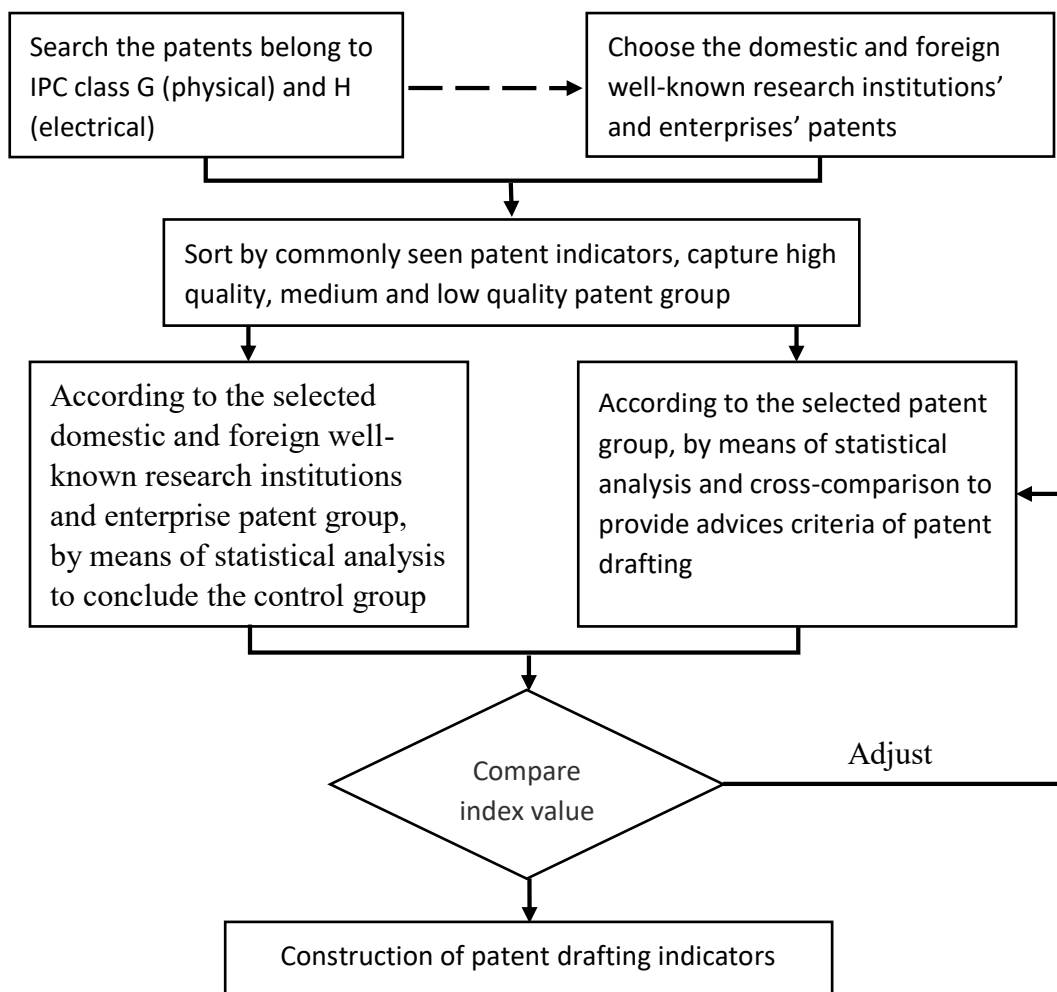 Search the patents belong to
IPC class G (physical) and H
(electrical)
Choose the domestic and foreign
well-known research institutions’
and enterprises’ patents
Sort by commonly seen patent indicators, capture high
quality, medium and low quality patent group
According to the selected
domestic and foreign well-
known research institutions
and enterprise patent group,
by means of statistical analysis
to conclude the control group
According to the selected patent
group, by means of statistical
analysis and cross-comparison to
provide advices criteria of patent
drafting
Compare
index value
Adjust
Construction of patent drafting indicators